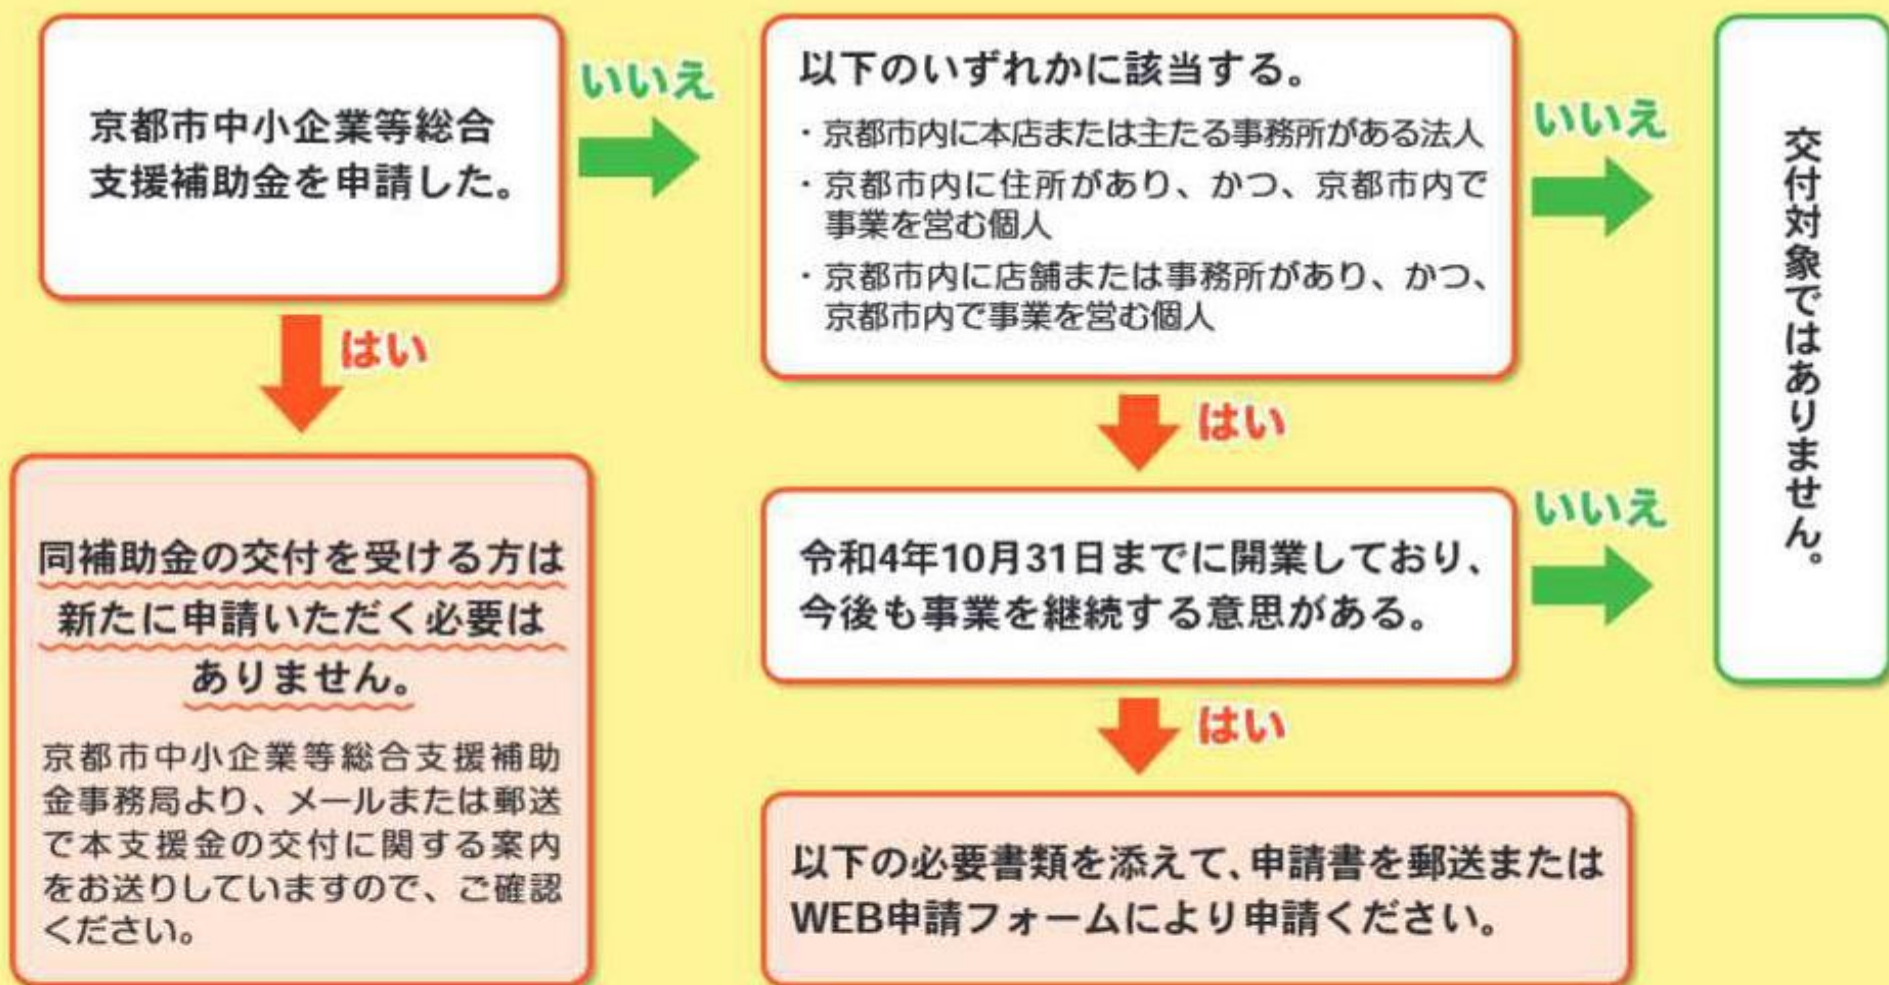 京都市中小企業等総合
支援補助金を申請した。
いいえ
以下のいずれかに該当する。
・京都市内に本店または主たる事務所がある法人
・京都市内に住所があり、かつ、京都市内で
事業を営む個人
・京都市内に店舗または事務所があり、かつ、
京都市内で事業を営む個人
いいえ
交付対象ではありません。
はい
はい
同補助金の交付を受ける方は
新たに申請いただく必要は
ありません。
京都市中小企業等総合支援補助
金事務局より、メールまたは郵送
で本支援金の交付に関する案内
をお送りしていますので、ご確認
ください。
令和4年10月31日までに開業しており、
今後も事業を継続する意思がある。
いいえ
はい
以下の必要書類を添えて、申請書を郵送または
WEB申請フォームにより申請ください。